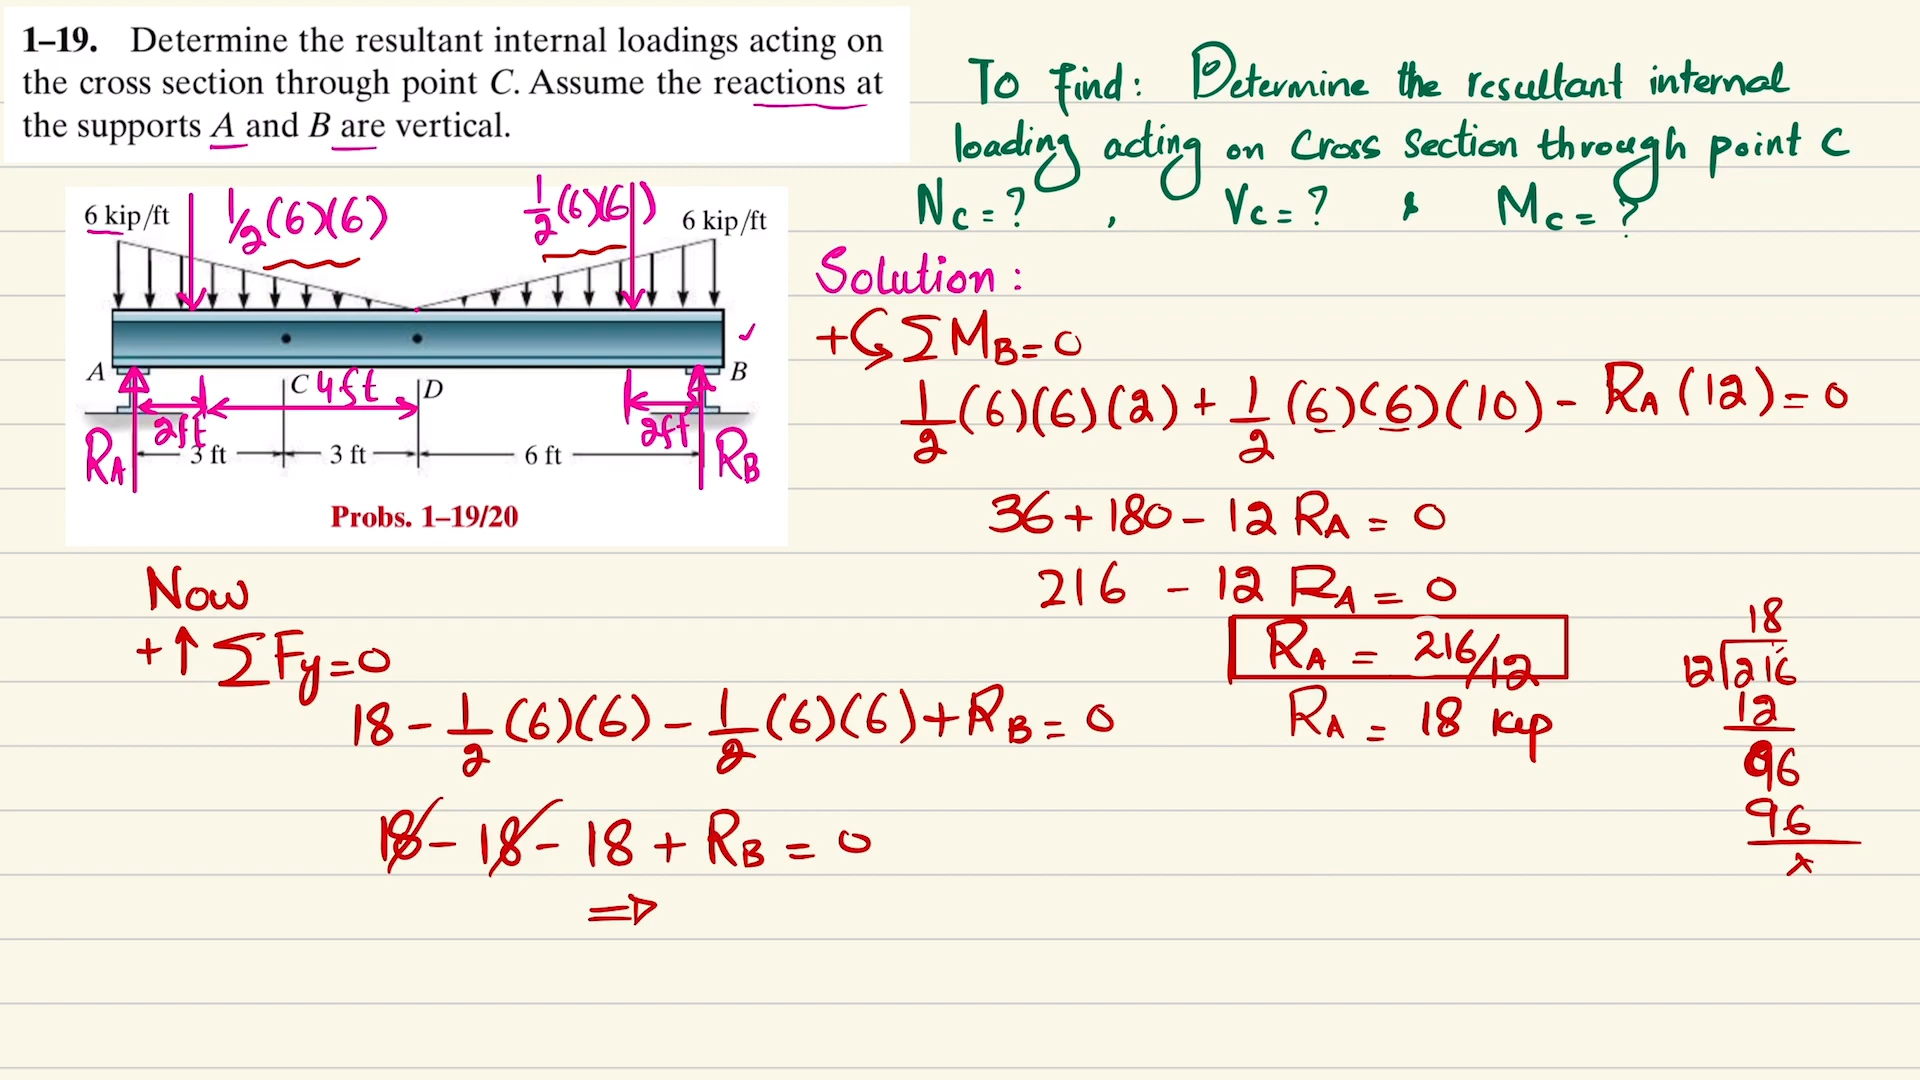 1–19. Determine the resultant internal loadings acting on
the cross section through point C. Assume the reactions at
the supports A and B are vertical.
6 kip/ft
1/2 (6)(6)
1/2 (6)(6)
6 kip/ft
A
B
C
4ft
D
2ft
2ft
RA
3 ft
3 ft
6 ft
RB
Probs. 1–19/20
To find: Determine the resultant internal
loading acting on Cross Section through point C
Nc = ? , Vc = ? & Mc = ?
Solution :
+ ΣMB = 0
1/2 (6)(6)(2) + 1/2 (6)(6)(10) - RA (12) = 0
36 + 180 - 12 RA = 0
216 - 12 RA = 0
RA = 216/12
RA = 18 kip
18
12 216
12
96
96
x
Now
+↑ ΣFy = 0
18 - 1/2 (6)(6) - 1/2 (6)(6) + RB = 0
18 - 18 - 18 + RB = 0
⇒